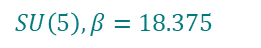 SU(5), β = 18.375